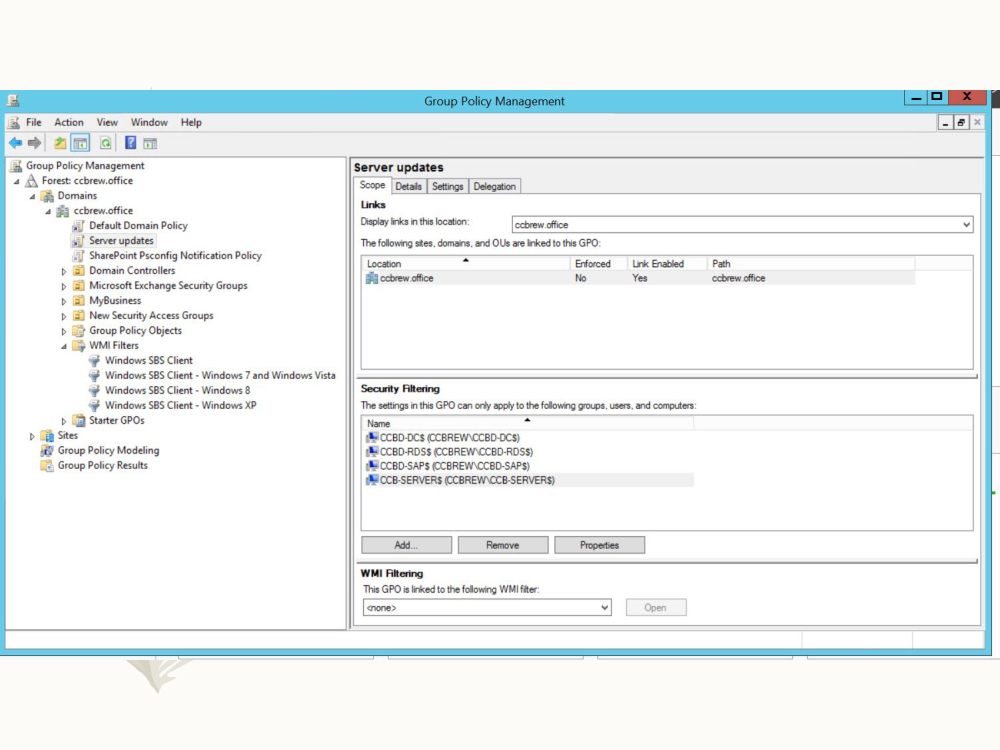 Group Policy Management
File Action View Window Help
Group Policy Management
Forest: ccbrew.office
Domains
ccbrew.office
Default Domain Policy
Server updates
SharePoint Psconfig Notification Policy
Domain Controllers
Microsoft Exchange Security Groups
MyBusiness
New Security Access Groups
Group Policy Objects
WMI Filters
Windows SBS Client
Windows SBS Client - Windows 7 and Windows Vista
Windows SBS Client - Windows 8
Windows SBS Client - Windows XP
Starter GPOs
Sites
Group Policy Modeling
Group Policy Results
Server updates
Scope Details Settings Delegation
Links
Display links in this location: ccbrew.office
The following sites, domains, and OUs are linked to this GPO:
Location Enforced Link Enabled Path
ccbrew.office No Yes ccbrew.office
Security Filtering
The settings in this GPO can only apply to the following groups, users, and computers:
Name
CCBD-DC$ (CCBREW\CCBD-DC$)
CCBD-RDS$ (CCBREW\CCBD-RDS$)
CCBD-SAP$ (CCBREW\CCBD-SAP$)
CCB-SERVER$ (CCBREW\CCB-SERVER$)
Add... Remove Properties
WMI Filtering
This GPO is linked to the following WMI filter:
<none> Open